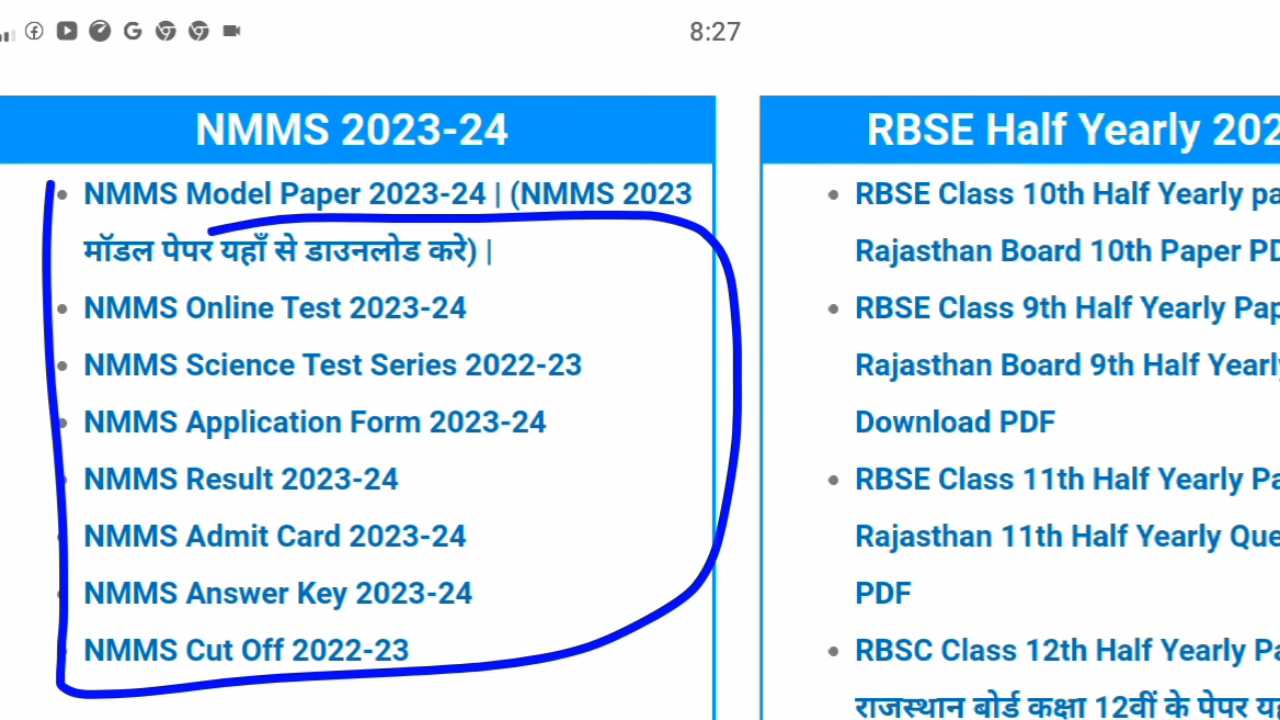 8:27
NMMS 2023-24
NMMS Model Paper 2023-24 | (NMMS 2023
मॉडल पेपर यहाँ से डाउनलोड करे) |
NMMS Online Test 2023-24
NMMS Science Test Series 2022-23
NMMS Application Form 2023-24
NMMS Result 2023-24
NMMS Admit Card 2023-24
NMMS Answer Key 2023-24
NMMS Cut Off 2022-23
RBSE Half Yearly 202
RBSE Class 10th Half Yearly pa
Rajasthan Board 10th Paper PD
RBSE Class 9th Half Yearly Pap
Rajasthan Board 9th Half Yearly
Download PDF
RBSE Class 11th Half Yearly Pa
Rajasthan 11th Half Yearly Que
PDF
RBSC Class 12th Half Yearly Pa
राजस्थान बोर्ड कक्षा 12वीं के पेपर